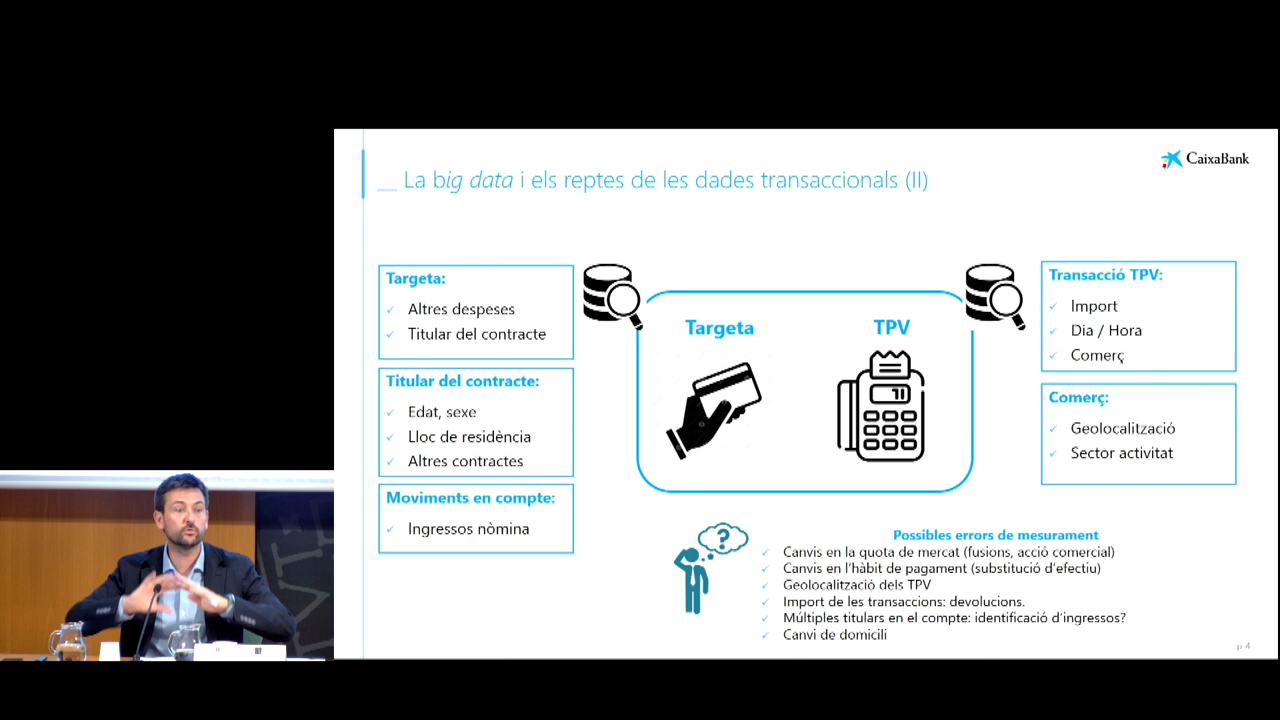 CaixaBank
__ La big data i els reptes de les dades transaccionals (II)
Targeta:
Altres despeses
Titular del contracte
Titular del contracte:
Edat, sexe
Lloc de residència
Altres contractes
Moviments en compte:
Ingressos nòmina
Targeta
TPV
Transacció TPV:
Import
Dia / Hora
Comerç
Comerç:
Geolocalització
Sector activitat
?
Possibles errors de mesurament
Canvis en la quota de mercat (fusions, acció comercial)
Canvis en l'hàbit de pagament (substitució d'efectiu)
Geolocalització dels TPV
Import de les transaccions: devolucions.
Múltiples titulars en el compte: identificació d'ingressos?
Canvi de domicili
p 4